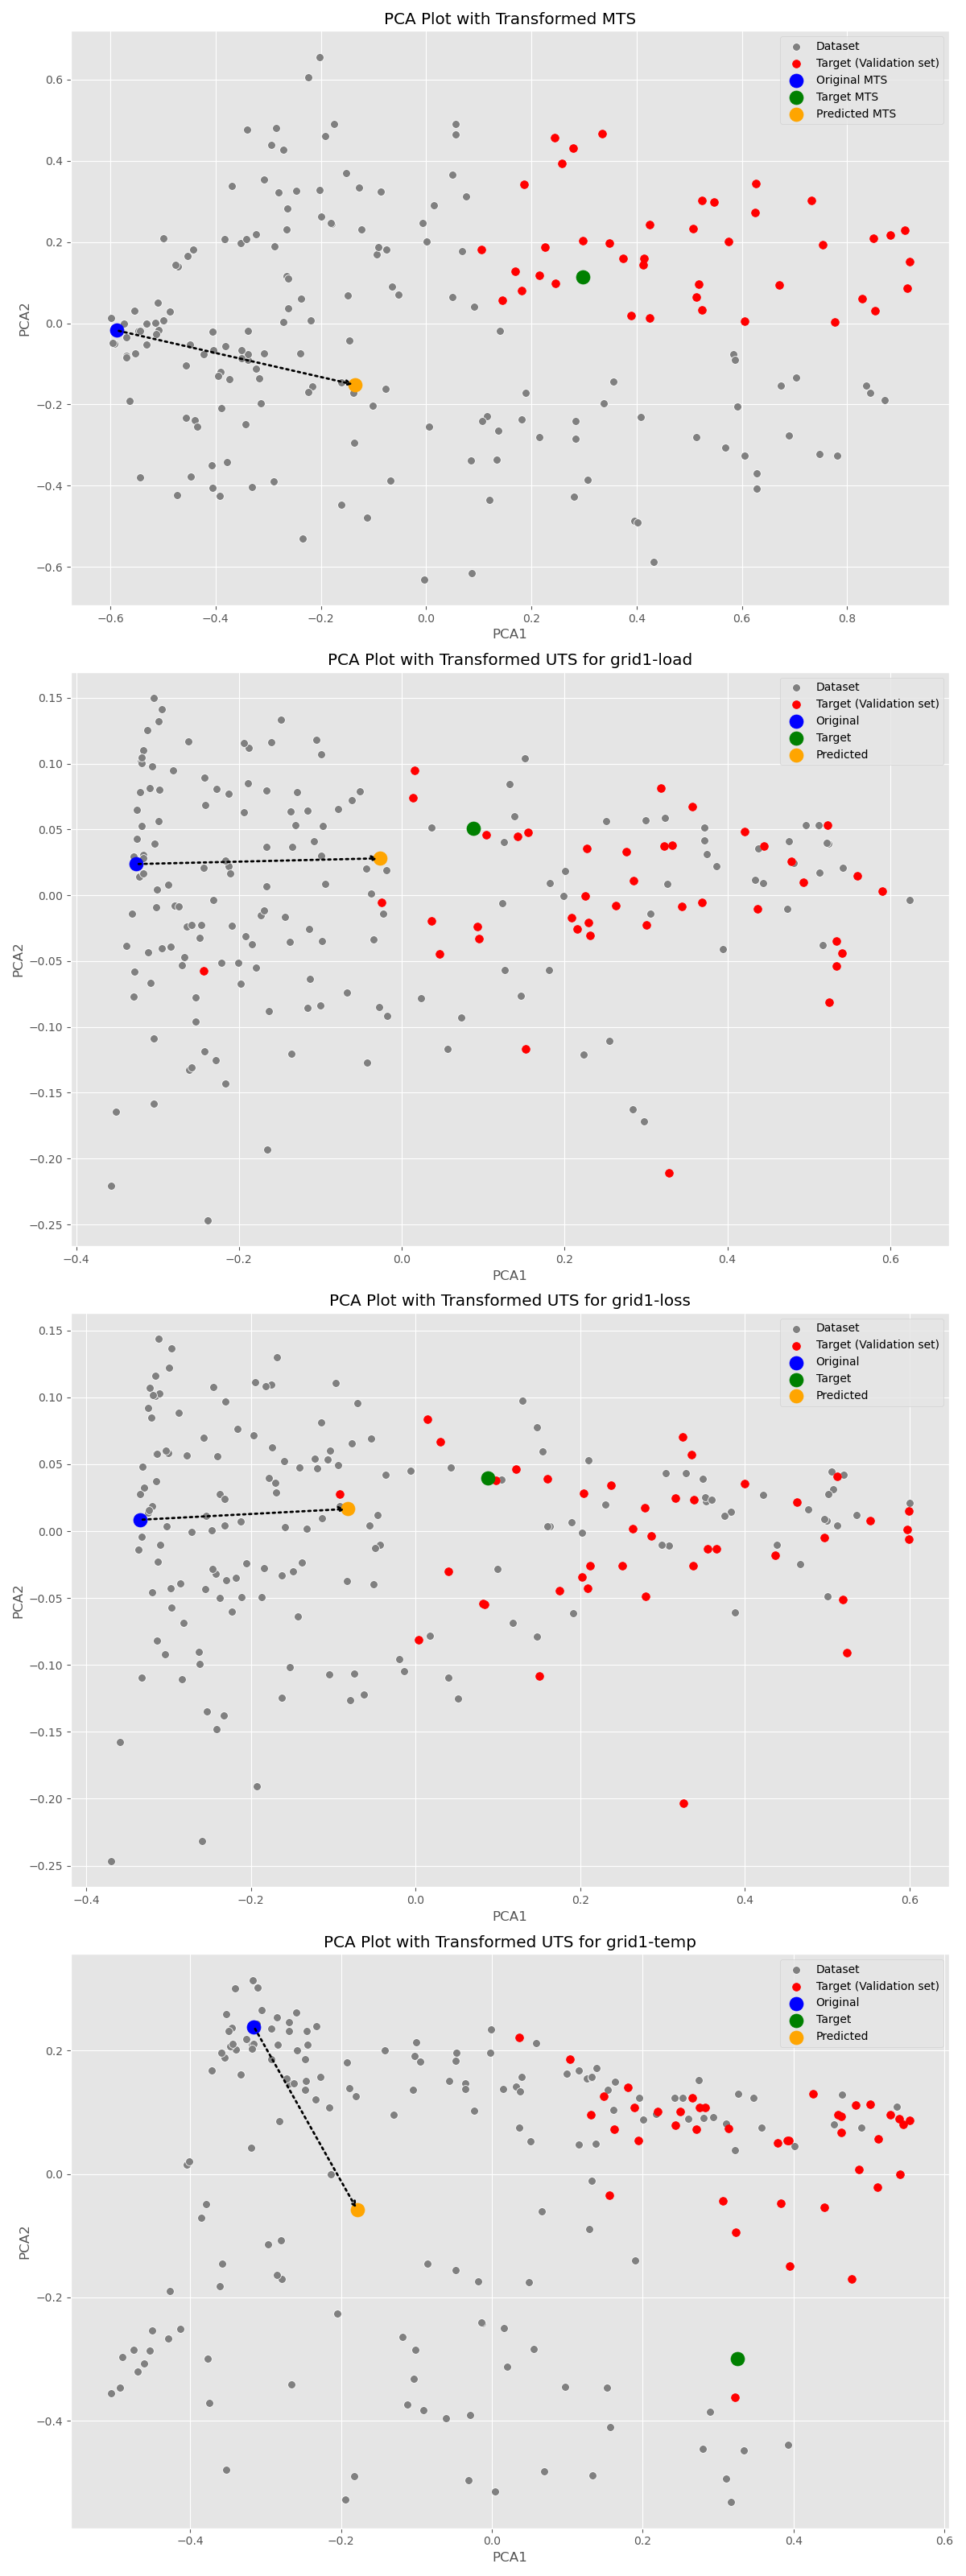 PCA Plot with Transformed MTS
Dataset
Target (Validation set)
Original MTS
Target MTS
Predicted MTS
PCA2
0.6
0.4
0.2
0.0
−0.2
−0.4
−0.6
−0.6 −0.4 −0.2 0.0 0.2 0.4 0.6 0.8
PCA1
PCA Plot with Transformed UTS for grid1-load
Dataset
Target (Validation set)
Original
Target
Predicted
PCA2
0.15
0.10
0.05
0.00
−0.05
−0.10
−0.15
−0.20
−0.25
−0.4 −0.2 0.0 0.2 0.4 0.6
PCA1
PCA Plot with Transformed UTS for grid1-loss
Dataset
Target (Validation set)
Original
Target
Predicted
PCA2
0.15
0.10
0.05
0.00
−0.05
−0.10
−0.15
−0.20
−0.25
−0.4 −0.2 0.0 0.2 0.4 0.6
PCA1
PCA Plot with Transformed UTS for grid1-temp
Dataset
Target (Validation set)
Original
Target
Predicted
PCA2
0.2
0.0
−0.2
−0.4
−0.4 −0.2 0.0 0.2 0.4 0.6
PCA1